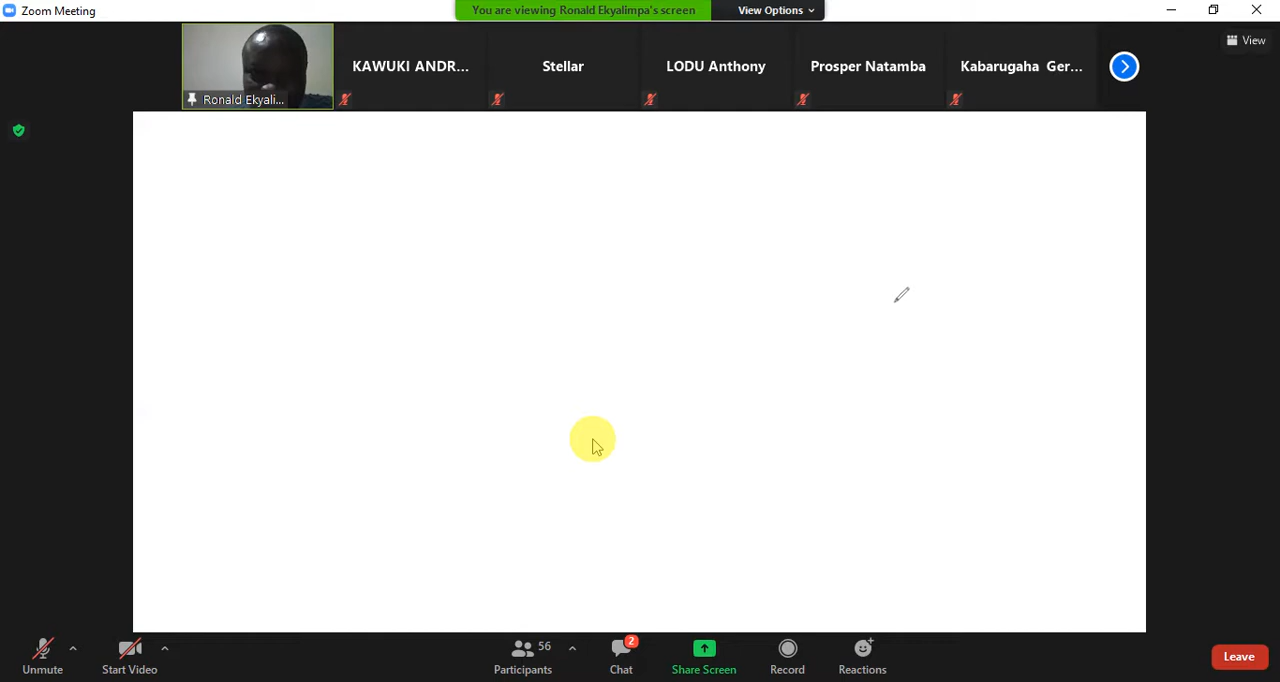 Zoom Meeting
You are viewing Ronald Ekyalimpa's screen
View Options
View
Ronald Ekyali...
KAWUKI ANDR...
Stellar
LODU Anthony
Prosper Natamba
Kabarugaha Ger...
Unmute
Start Video
56
Participants
2
Chat
Share Screen
Record
Reactions
Leave